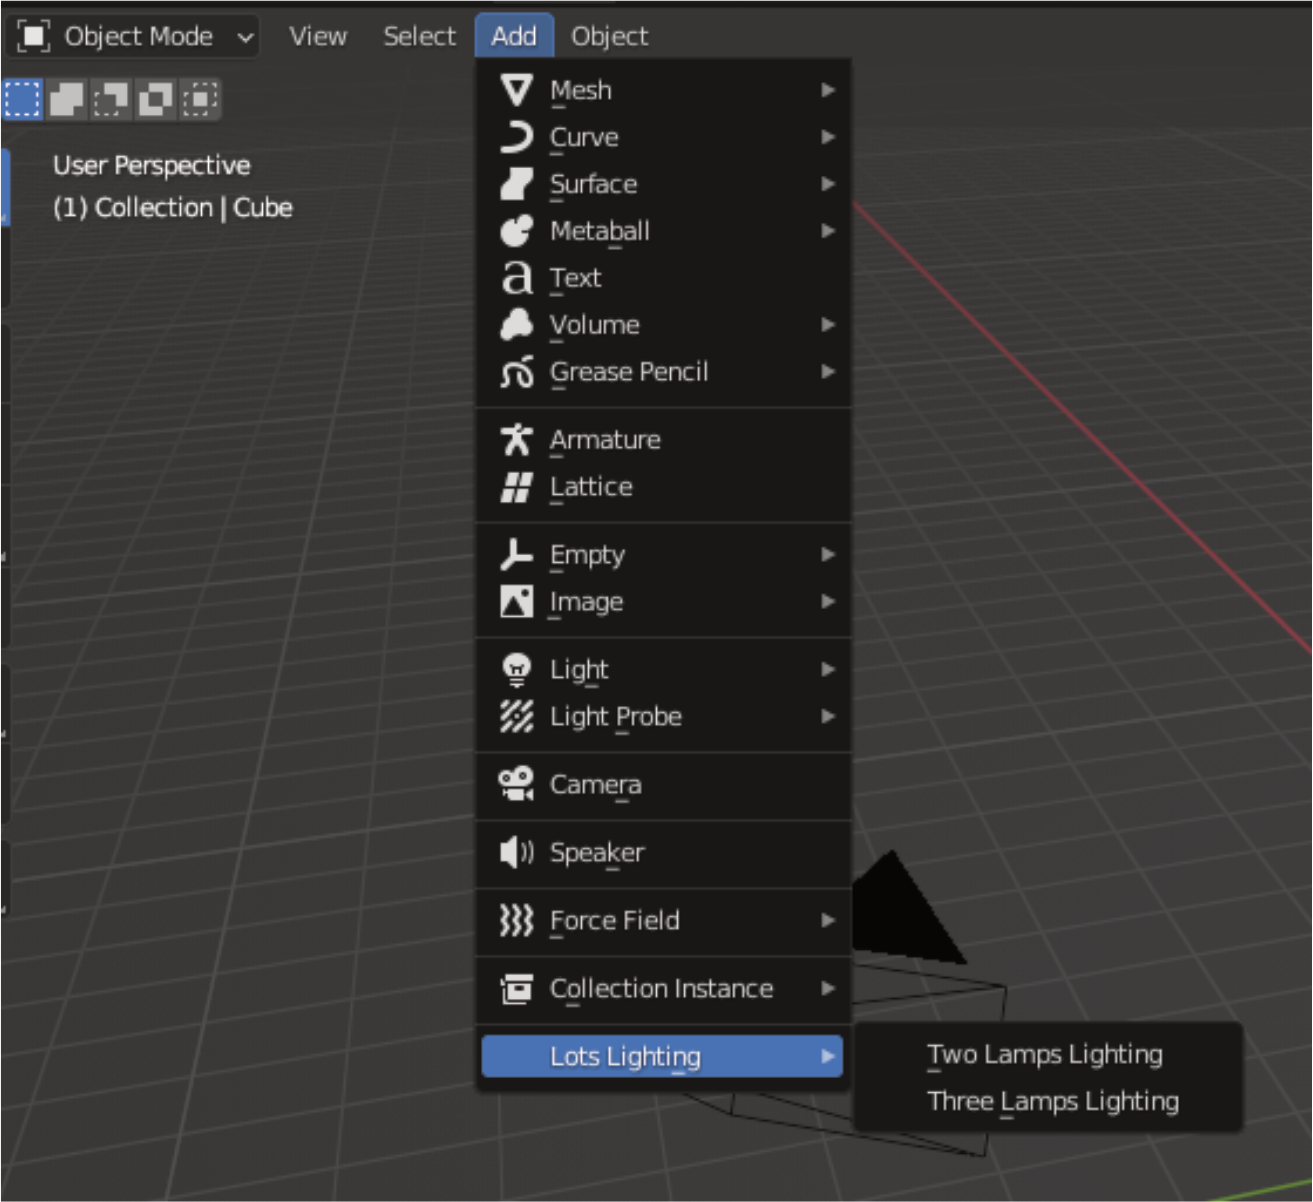 Object Mode View Select Add Object
User Perspective
(1) Collection | Cube
Mesh
Curve
Surface
Metaball
Text
Volume
Grease Pencil
Armature
Lattice
Empty
Image
Light
Light Probe
Camera
Speaker
Force Field
Collection Instance
Lots Lighting
Two Lamps Lighting
Three Lamps Lighting